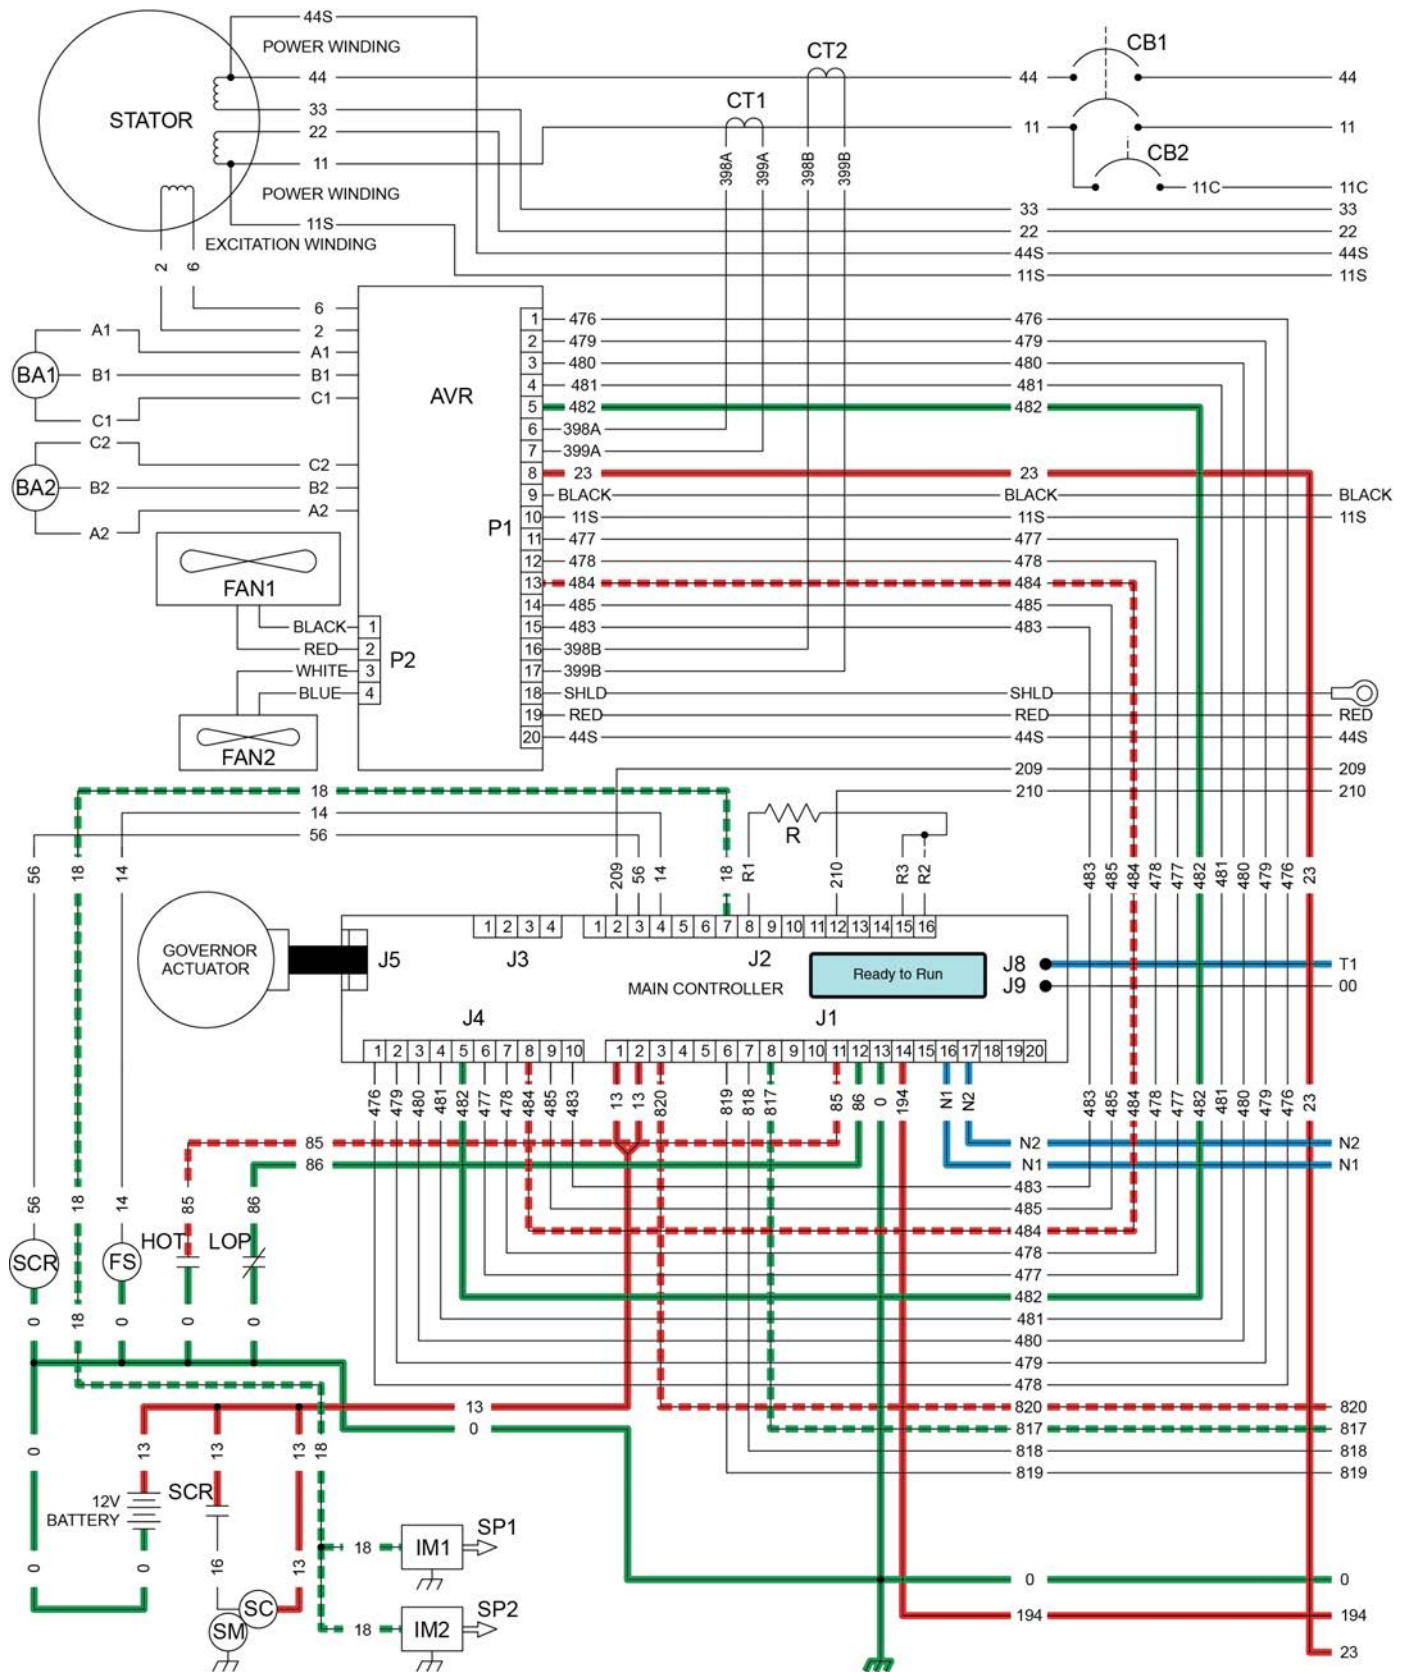 44S
POWER WINDING
CT2
CB1
44 44 44
CT1
33
STATOR
22 11 11
11
CB2
398A 399A 398B 399B
POWER WINDING
11C 11C
33 33
11S
22 22
EXCITATION WINDING
44S 44S
2 6
11S 11S
6
1 476 476
A1 2
2 479 479
A1
3 480 480
BA1 B1 B1
4 481 481
AVR
C1
5 482 482
C1
6 398A
C2
7 399A
C2
8 23 23
BA2 B2 B2
9 BLACK BLACK BLACK
A2
10 11S 11S 11S
A2
P1
11 477 477
12 478 478
FAN1
13 484 484
14 485 485
BLACK 1
15 483 483
RED 2
16 398B
P2
WHITE 3
17 399B
BLUE 4
18 SHLD SHLD
19 RED RED RED
20 44S 44S 44S
FAN2
209 209
18
210 210
14
R
56
56 18 14 209 56 14 18 R1 210 R3 R2 483 485 484 478 477 482 481 480 479 476 23
1 2 3 4 1 2 3 4 5 6 7 8 9 10 11 12 13 14 15 16
GOVERNOR
ACTUATOR
J5 J3 J2
Ready to Run
J8 T1
MAIN CONTROLLER
J9 00
J4 J1
1 2 3 4 5 6 7 8 9 10 1 2 3 4 5 6 7 8 9 10 11 12 13 14 15 16 17 18 19 20
476 479 480 481 482 477 478 484 485 483 13 13 820 819 818 817 85 86 0 194 N1 N2 483 485 484 478 477 482 481 480 479 476 23
85 N2 N2
86 N1 N1
483
56 18 14 85 86
485
484
HOT LOP
478
SCR FS
477
482
0 18 0 0 0
481
480
479
478
13 820 820
0 817 817
0 13 13 13 18
818 818
819 819
12V
BATTERY
SCR
SP1
18 IM1
0 0 16 13
0 0
SC
SP2
194 194
SM
18 IM2
23